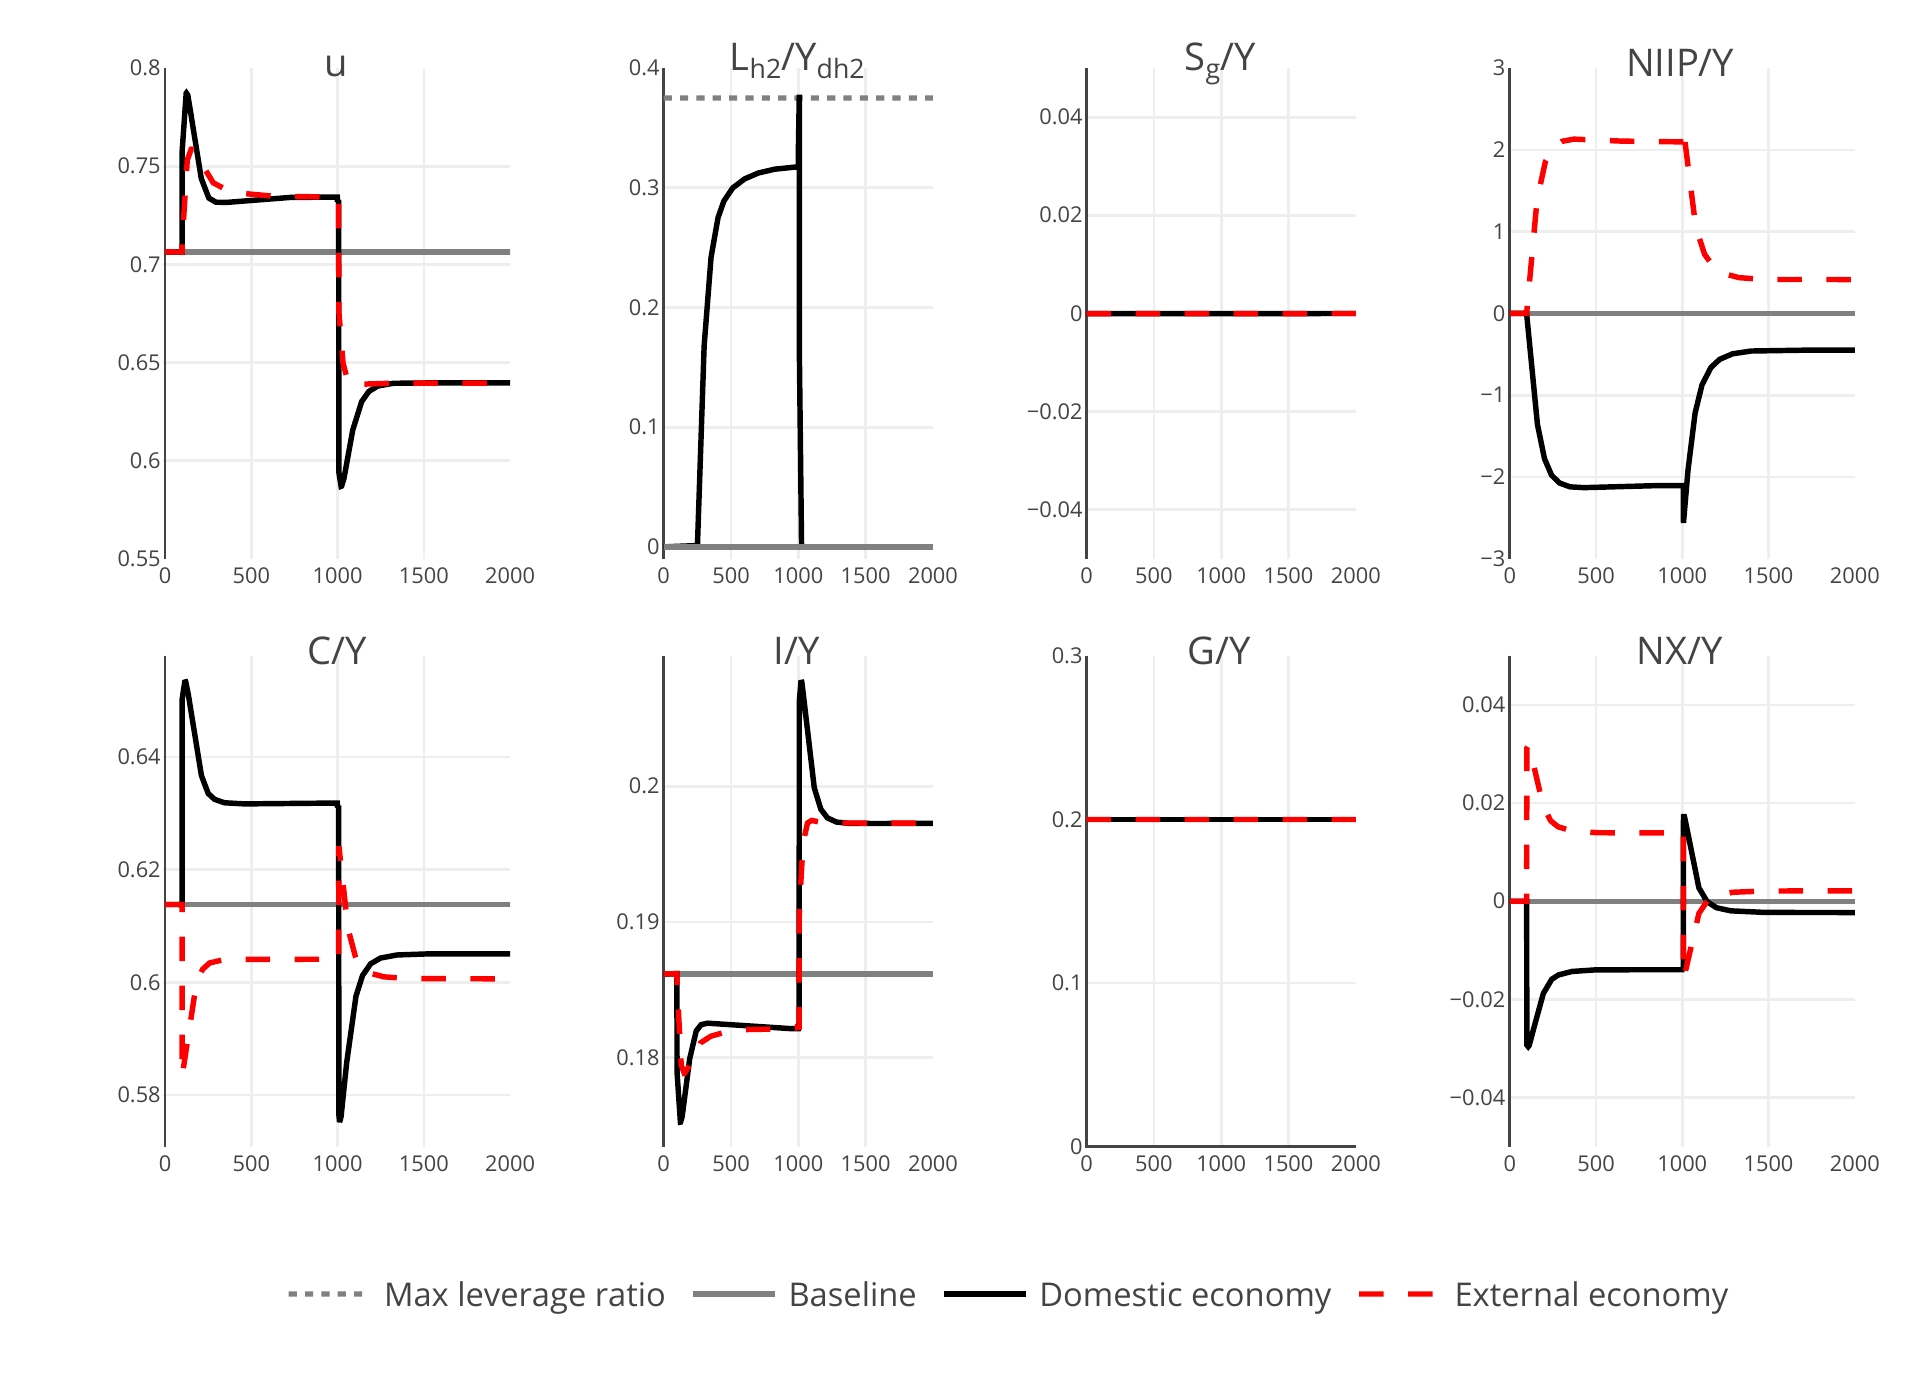 u
0.8
0.75
0.7
0.65
0.6
0.55
0 500 1000 1500 2000
Lh2/Ydh2
0.4
0.3
0.2
0.1
0
0 500 1000 1500 2000
Sg/Y
0.04
0.02
0
−0.02
−0.04
0 500 1000 1500 2000
NIIP/Y
3
2
1
0
−1
−2
−3
0 500 1000 1500 2000
C/Y
0.64
0.62
0.6
0.58
0 500 1000 1500 2000
I/Y
0.2
0.19
0.18
0 500 1000 1500 2000
G/Y
0.3
0.2
0.1
0
0 500 1000 1500 2000
NX/Y
0.04
0.02
0
−0.02
−0.04
0 500 1000 1500 2000
Max leverage ratio Baseline Domestic economy External economy